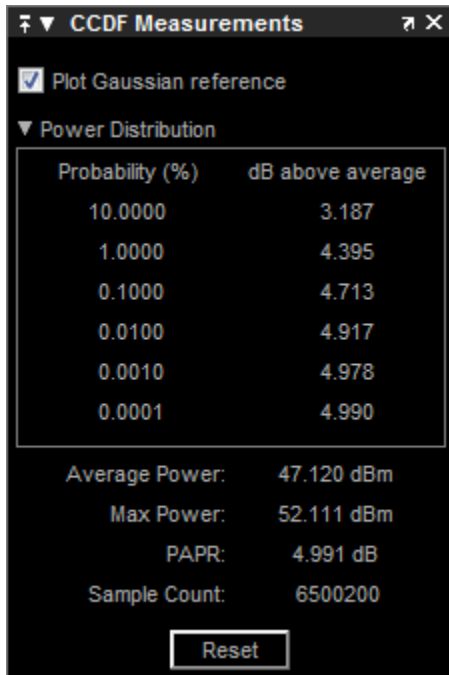 CCDF Measurements
Plot Gaussian reference
Power Distribution
Probability (%) dB above average
10.0000 3.187
1.0000 4.395
0.1000 4.713
0.0100 4.917
0.0010 4.978
0.0001 4.990
Average Power: 47.120 dBm
Max Power: 52.111 dBm
PAPR: 4.991 dB
Sample Count: 6500200
Reset